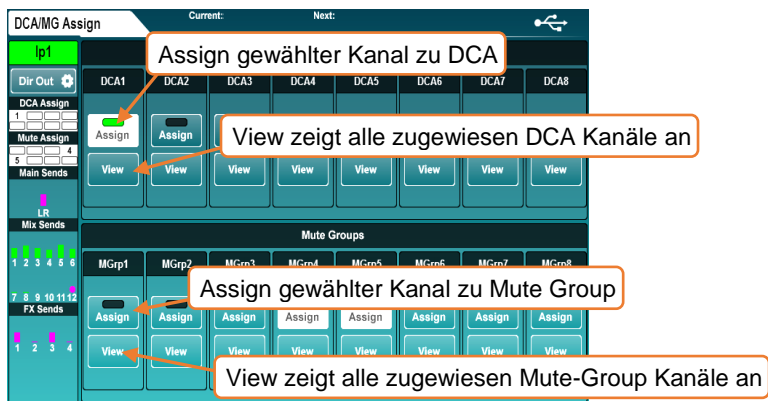 DCA/MG Assign
Current:
Next:
Ip1
Assign gewählter Kanal zu DCA
Dir Out
DCA1 DCA2 DCA3 DCA4 DCA5 DCA6 DCA7 DCA8
DCA Assign
1
Assign Assign
Mute Assign
4
5
View zeigt alle zugewiesen DCA Kanäle an
Main Sends
View View View View View View View View
LR
Mix Sends
Mute Groups
1 2 3 4 5 6
MGrp1 MGrp2 MGrp3 MGrp4 MGrp5 MGrp6 MGrp7 MGrp8
Assign gewählter Kanal zu Mute Group
7 8 9 10 11 12
FX Sends
Assign Assign Assign Assign Assign Assign Assign Assign
1 2 3 4
View View View View View View View View
View zeigt alle zugewiesen Mute-Group Kanäle an